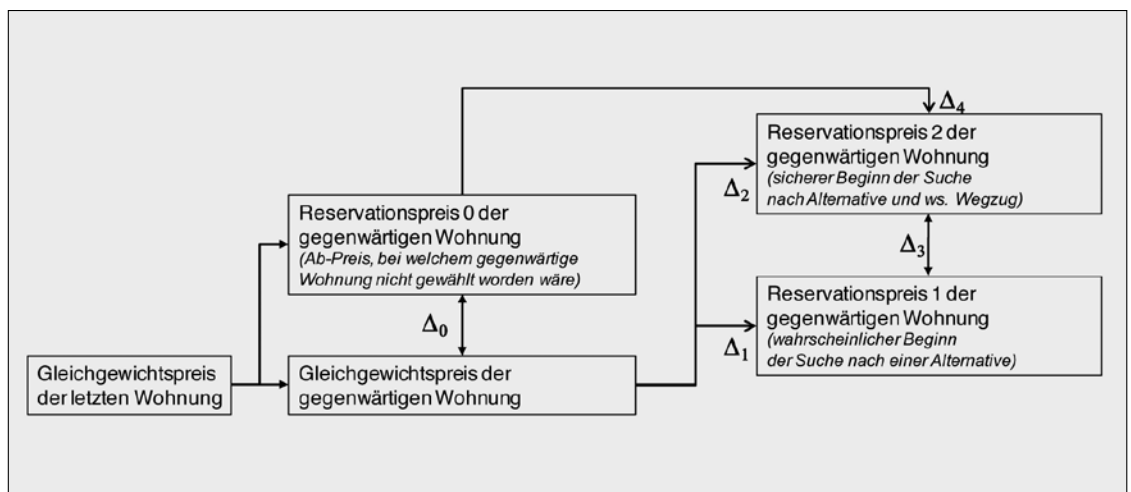 Δ4
Reservationspreis 2 der
gegenwärtigen Wohnung
(sicherer Beginn der Suche
nach Alternative und ws. Wegzug)
Δ2
Reservationspreis 0 der
gegenwärtigen Wohnung
(Ab-Preis, bei welchem gegenwärtige
Wohnung nicht gewählt worden wäre)
Δ3
Δ0
Reservationspreis 1 der
gegenwärtigen Wohnung
(wahrscheinlicher Beginn
der Suche nach einer Alternative)
Δ1
Gleichgewichtspreis
der letzten Wohnung
Gleichgewichtspreis der
gegenwärtigen Wohnung